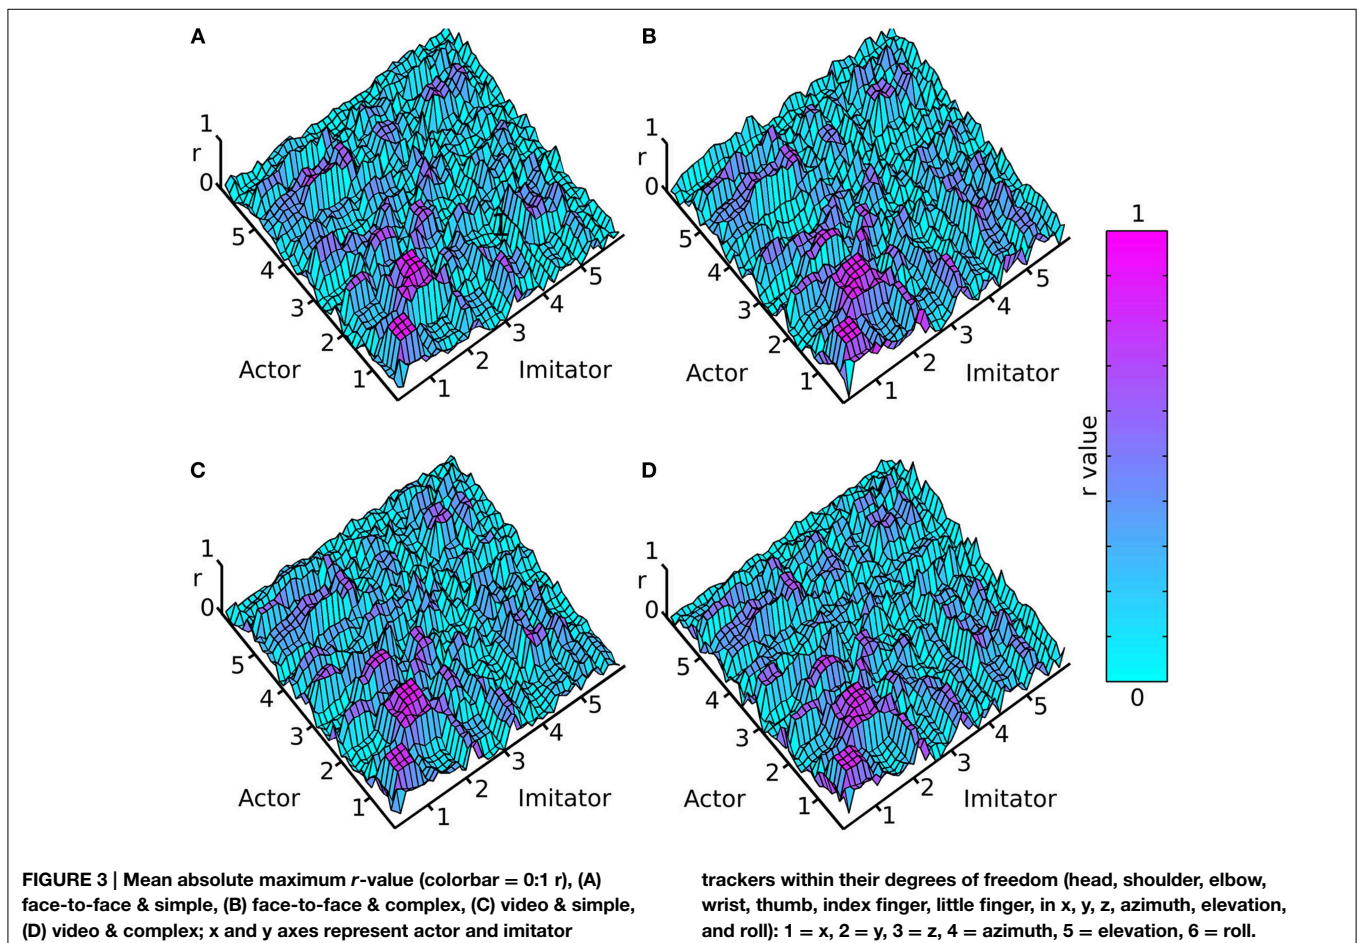 A
1
r
0
5
4
3
2
1
Actor
1
2
3
4
5
Imitator
B
1
r
0
5
4
3
2
1
Actor
1
2
3
4
5
Imitator
1
r value
0
C
1
r
0
5
4
3
2
1
Actor
1
2
3
4
5
Imitator
D
1
r
0
5
4
3
2
1
Actor
1
2
3
4
5
Imitator
FIGURE 3 | Mean absolute maximum r-value (colorbar = 0:1 r), (A)
face-to-face & simple, (B) face-to-face & complex, (C) video & simple,
(D) video & complex; x and y axes represent actor and imitator
trackers within their degrees of freedom (head, shoulder, elbow,
wrist, thumb, index finger, little finger, in x, y, z, azimuth, elevation,
and roll): 1 = x, 2 = y, 3 = z, 4 = azimuth, 5 = elevation, 6 = roll.